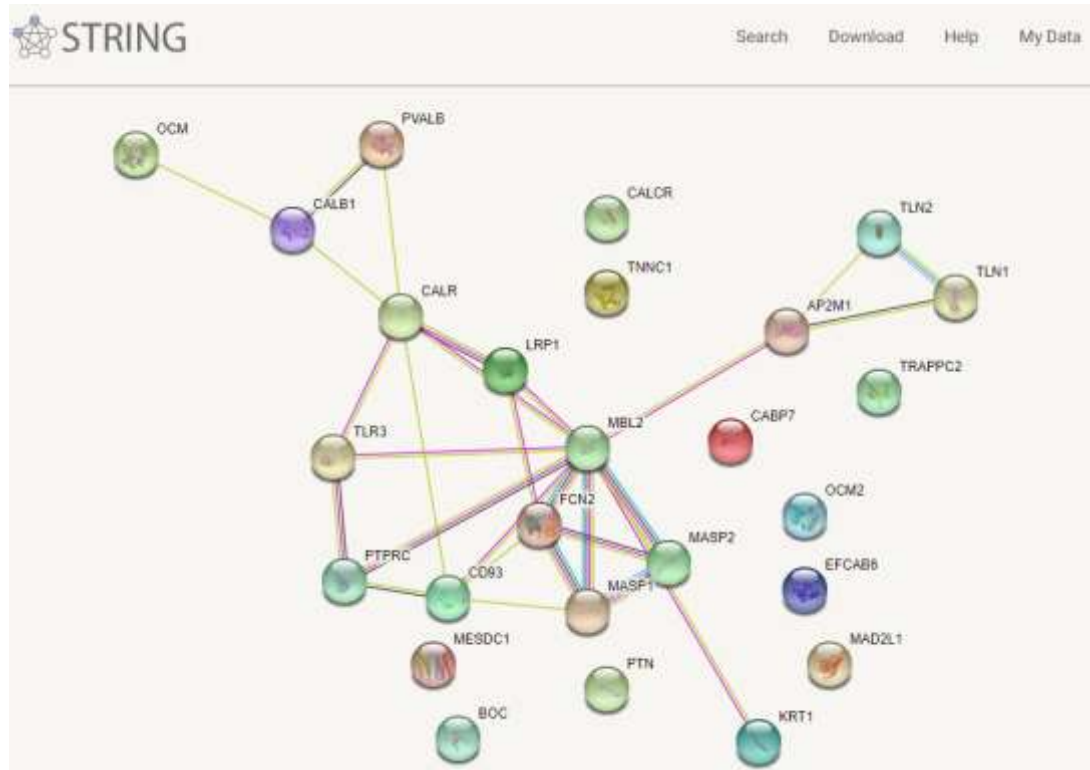 STRING
Search Download Help My Data
OCM
PVALB
CALB1
CALCR
TLN2
TNNC1
TLN1
CALR
AP2M1
LRP1
TRAPPC2
CABP7
MBL2
TLR3
OCM2
FCN2
MASP2
PTPRC
CD93
EFCAB6
MASP1
MESDC1
PTN
MAD2L1
BOC
KRT1